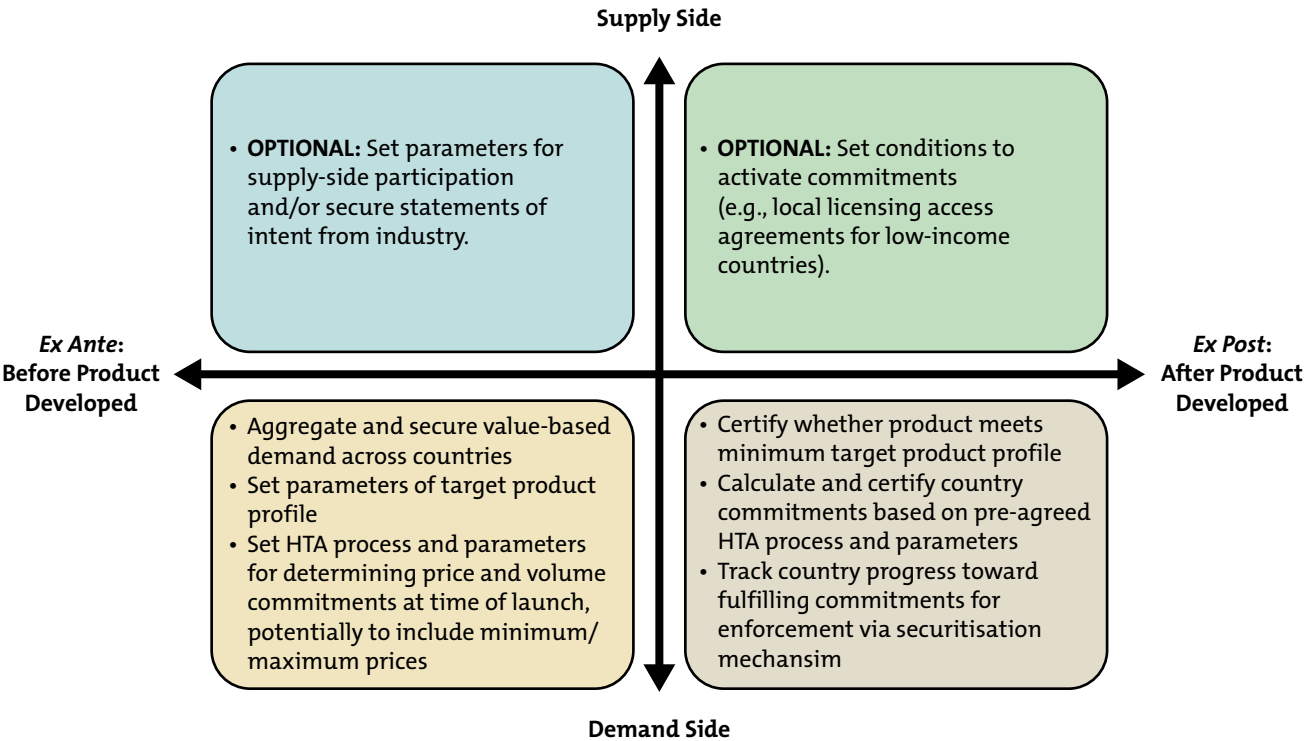 Supply Side
• OPTIONAL: Set parameters for
supply-side participation
and/or secure statements of
intent from industry.
• OPTIONAL: Set conditions to
activate commitments
(e.g., local licensing access
agreements for low-income
countries).
Ex Ante:
Before Product
Developed
Ex Post:
After Product
Developed
• Aggregate and secure value-based
demand across countries
• Set parameters of target product
profile
• Set HTA process and parameters
for determining price and volume
commitments at time of launch,
potentially to include minimum/
maximum prices
• Certify whether product meets
minimum target product profile
• Calculate and certify country
commitments based on pre-agreed
HTA process and parameters
• Track country progress toward
fulfilling commitments for
enforcement via securitisation
mechansim
Demand Side